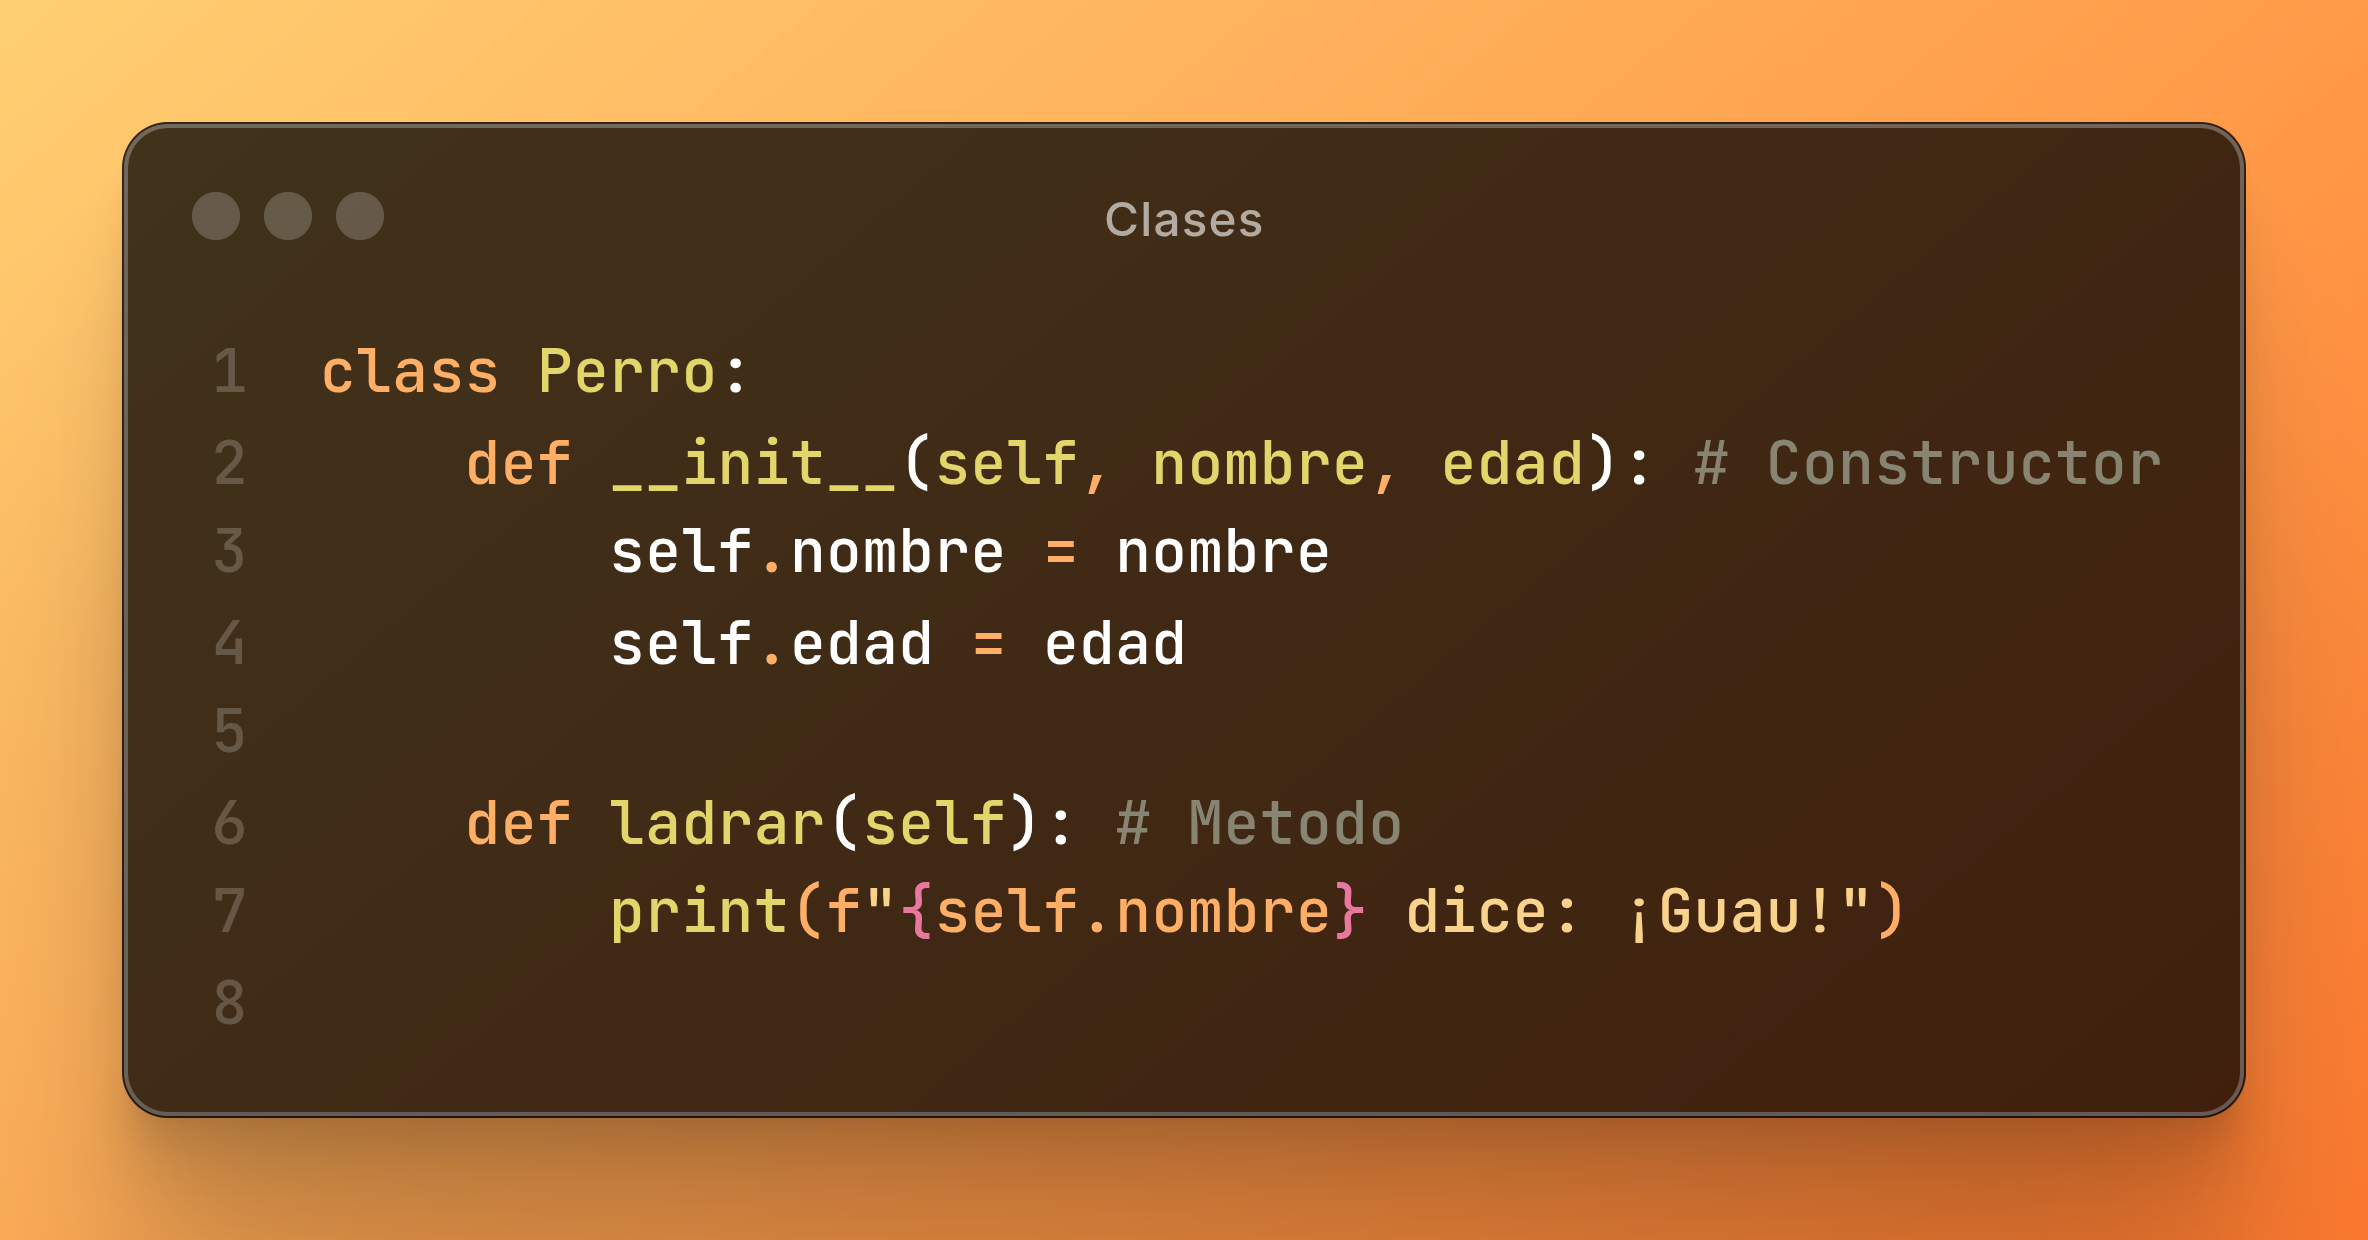 Clases
1 class Perro:
2     def __init__(self, nombre, edad): # Constructor
3         self.nombre = nombre
4         self.edad = edad
5
6     def ladrar(self): # Metodo
7         print(f"{self.nombre} dice: ¡Guau!")
8